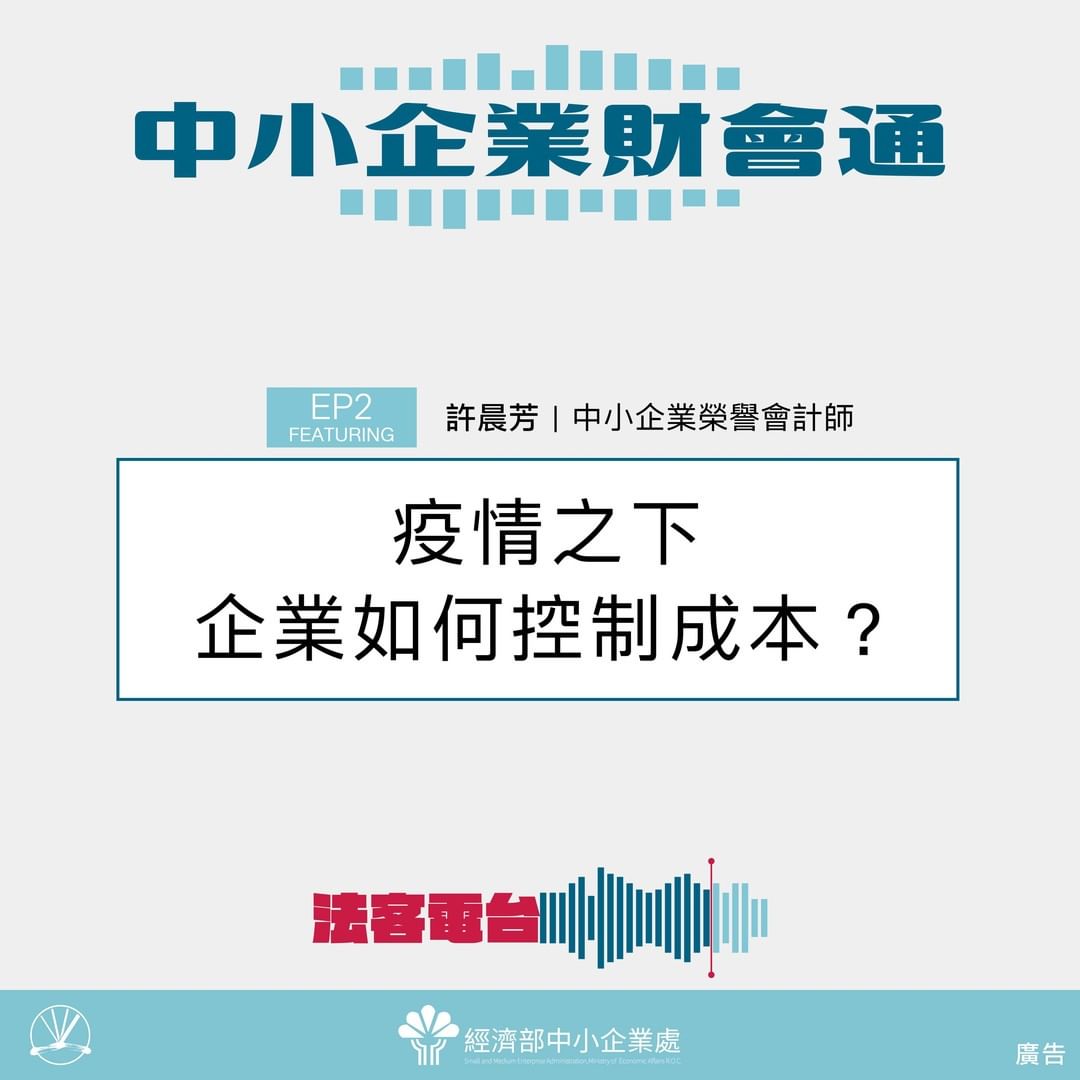 中小企業財會通
EP2
FEATURING
許晨芳 | 中小企業榮譽會計師
疫情之下
企業如何控制成本？
法客電台
經濟部中小企業處
Small and Medium Enterprise Administration, Ministry of Economic Affairs R.O.C.
廣告